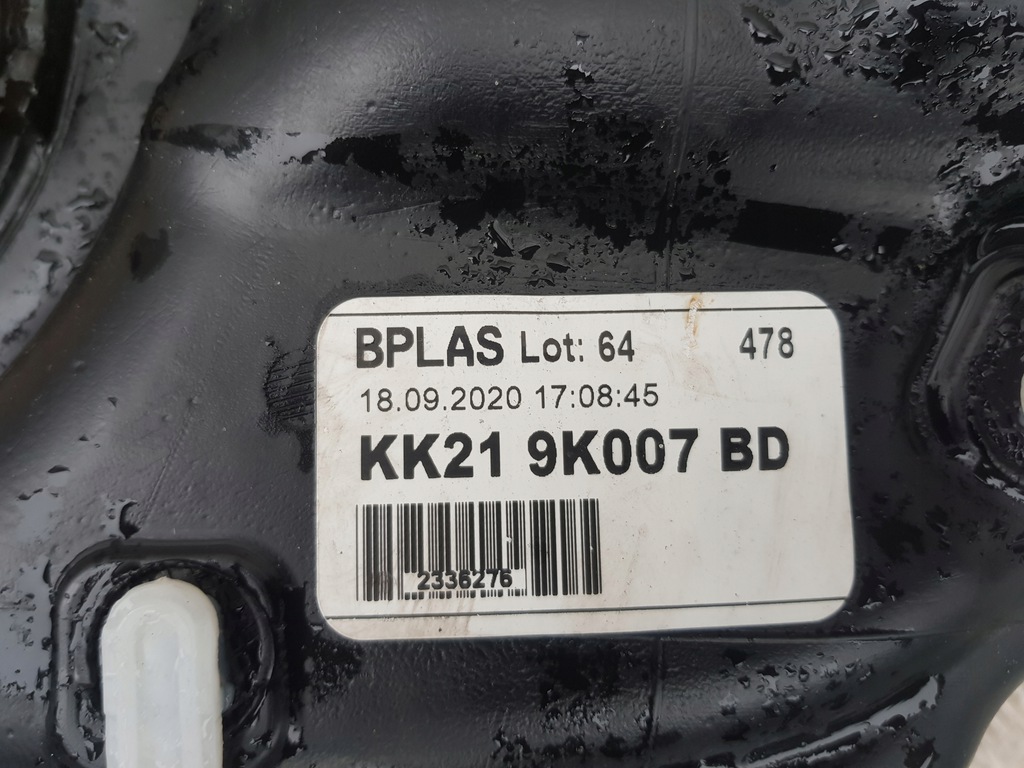 BPLAS Lot: 64 478
18.09.2020 17:08:45
KK21 9K007 BD
2336276